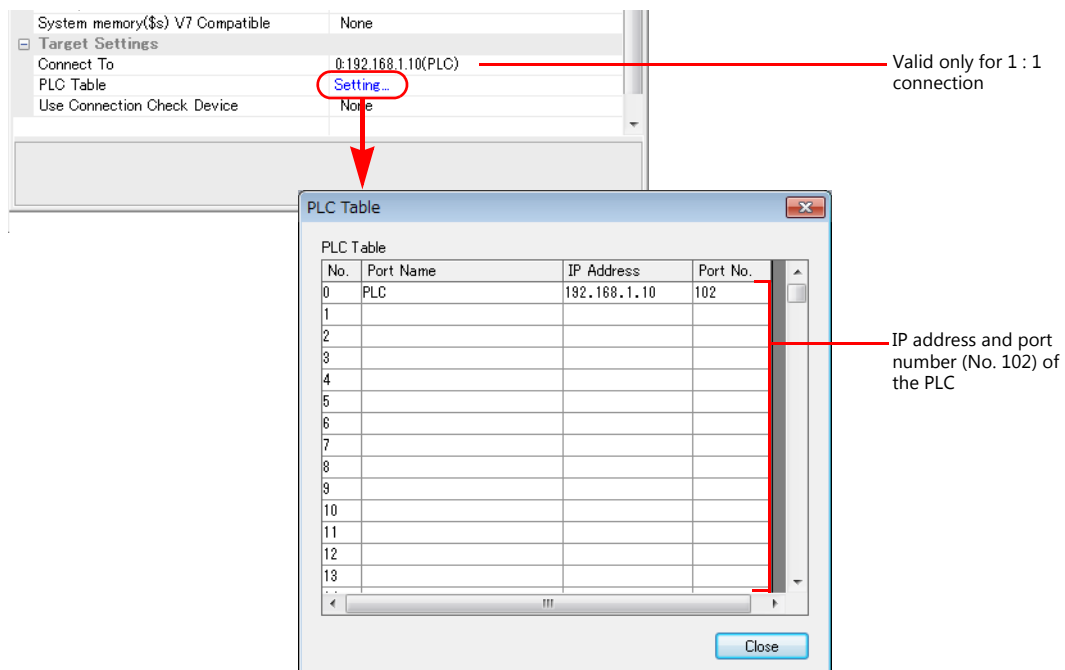 System memory($s) V7 Compatible None
Target Settings
Connect To 0:192.168.1.10(PLC)
PLC Table Setting...
Use Connection Check Device None
Valid only for 1 : 1
connection
PLC Table
PLC Table
No. Port Name IP Address Port No.
0 PLC 192.168.1.10 102
1
2
3
4
5
6
7
8
9
10
11
12
13
IP address and port
number (No. 102) of
the PLC
Close